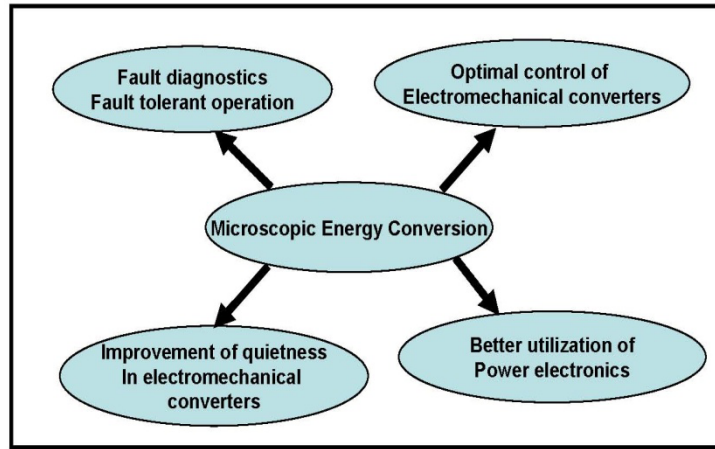 Fault diagnostics
Fault tolerant operation
Optimal control of
Electromechanical converters
Microscopic Energy Conversion
Improvement of quietness
In electromechanical
converters
Better utilization of
Power electronics